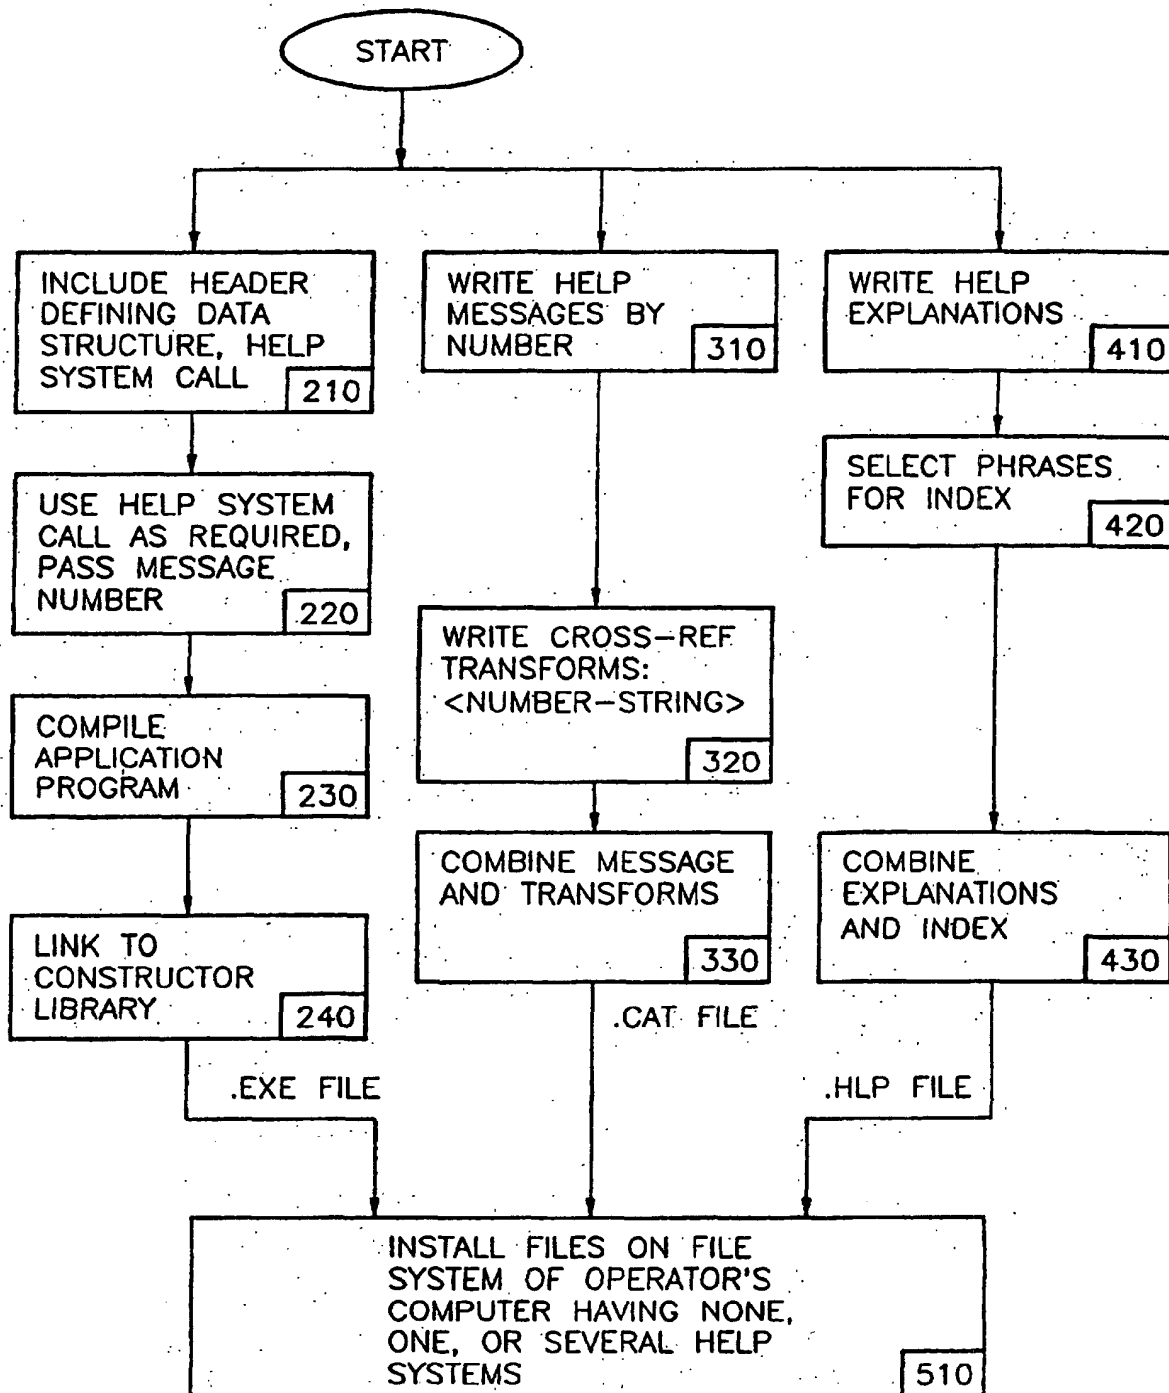 START
INCLUDE HEADER
DEFINING DATA
STRUCTURE, HELP
SYSTEM CALL
210
USE HELP SYSTEM
CALL AS REQUIRED,
PASS MESSAGE
NUMBER
220
COMPILE
APPLICATION
PROGRAM
230
LINK TO
CONSTRUCTOR
LIBRARY
240
.EXE FILE
WRITE HELP
MESSAGES BY
NUMBER
310
WRITE CROSS-REF
TRANSFORMS:
<NUMBER-STRING>
320
COMBINE MESSAGE
AND TRANSFORMS
330
.CAT FILE
WRITE HELP
EXPLANATIONS
410
SELECT PHRASES
FOR INDEX
420
COMBINE
EXPLANATIONS
AND INDEX
430
.HLP FILE
INSTALL FILES ON FILE
SYSTEM OF OPERATOR'S
COMPUTER HAVING NONE,
ONE, OR SEVERAL HELP
SYSTEMS
510